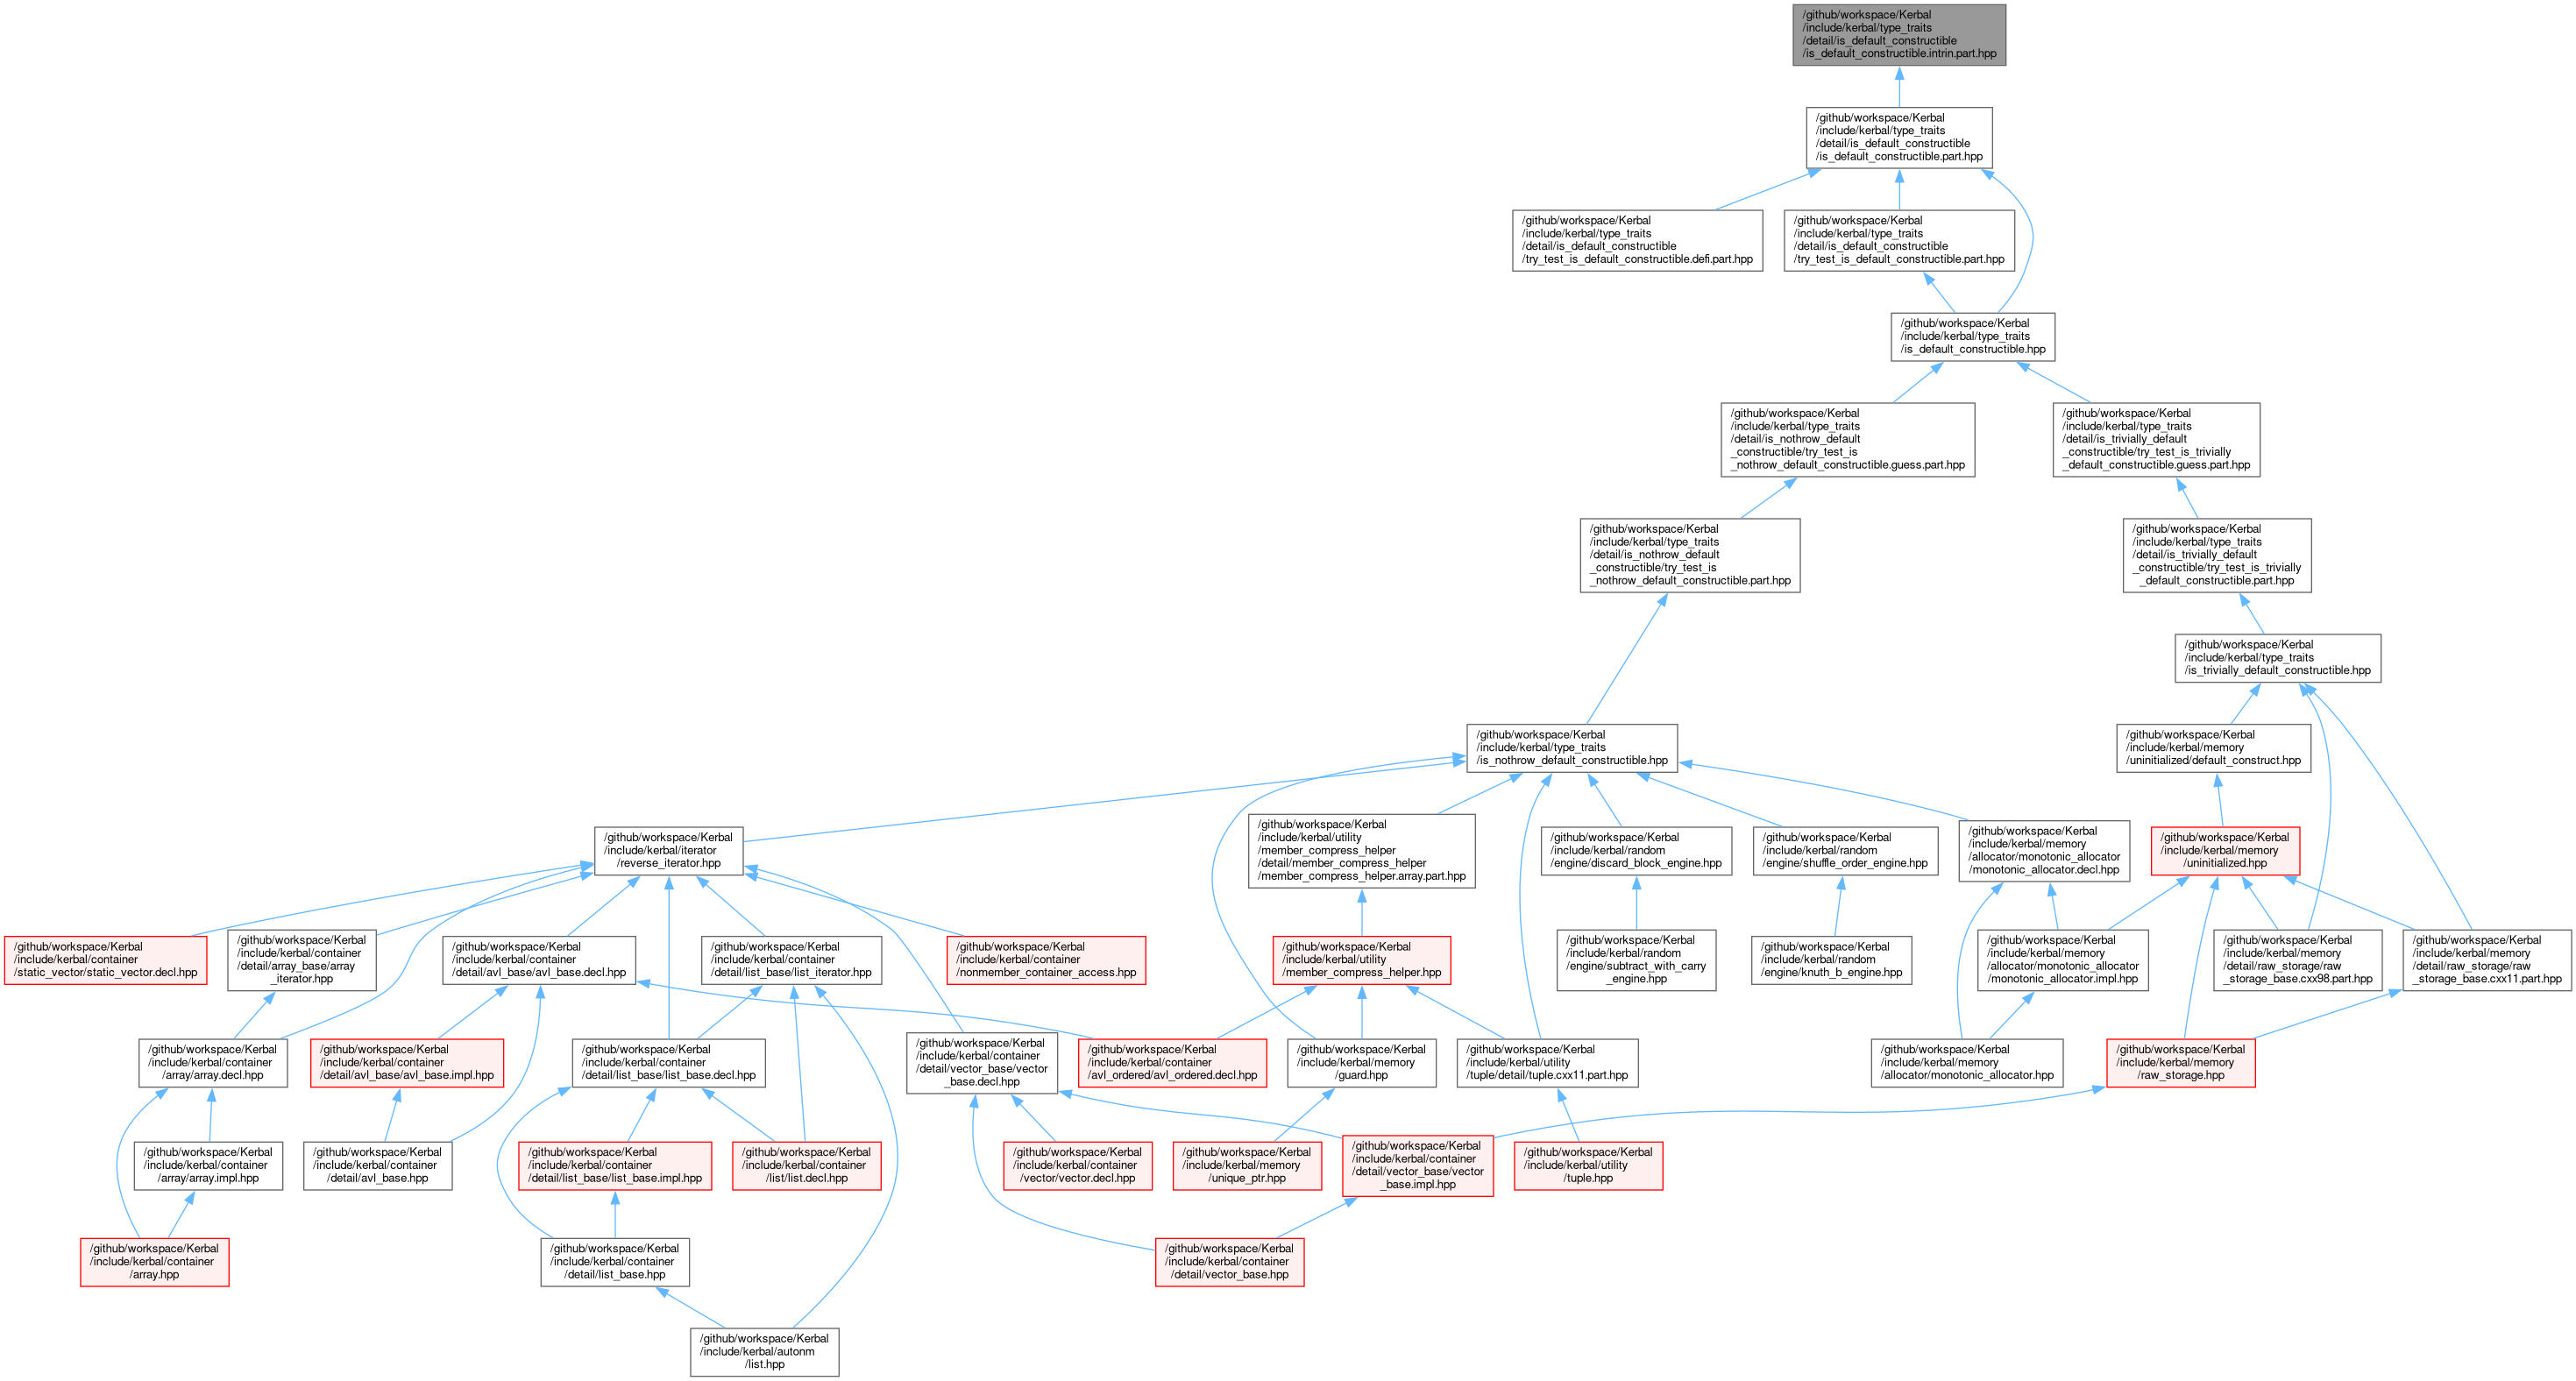 /github/workspace/Kerbal
/include/kerbal/type_traits
/detail/is_default_constructible
/is_default_constructible.intrin.part.hpp
/github/workspace/Kerbal
/include/kerbal/type_traits
/detail/is_default_constructible
/is_default_constructible.part.hpp
/github/workspace/Kerbal
/include/kerbal/type_traits
/detail/is_default_constructible
/try_test_is_default_constructible.defi.part.hpp
/github/workspace/Kerbal
/include/kerbal/type_traits
/detail/is_default_constructible
/try_test_is_default_constructible.part.hpp
/github/workspace/Kerbal
/include/kerbal/type_traits
/is_default_constructible.hpp
/github/workspace/Kerbal
/include/kerbal/type_traits
/detail/is_nothrow_default
_constructible/try_test_is
_nothrow_default_constructible.guess.part.hpp
/github/workspace/Kerbal
/include/kerbal/type_traits
/detail/is_trivially_default
_constructible/try_test_is_trivially
_default_constructible.guess.part.hpp
/github/workspace/Kerbal
/include/kerbal/type_traits
/detail/is_nothrow_default
_constructible/try_test_is
_nothrow_default_constructible.part.hpp
/github/workspace/Kerbal
/include/kerbal/type_traits
/detail/is_trivially_default
_constructible/try_test_is_trivially
_default_constructible.part.hpp
/github/workspace/Kerbal
/include/kerbal/type_traits
/is_trivially_default_constructible.hpp
/github/workspace/Kerbal
/include/kerbal/type_traits
/is_nothrow_default_constructible.hpp
/github/workspace/Kerbal
/include/kerbal/memory
/uninitialized/default_construct.hpp
/github/workspace/Kerbal
/include/kerbal/iterator
/reverse_iterator.hpp
/github/workspace/Kerbal
/include/kerbal/utility
/member_compress_helper
/detail/member_compress_helper
/member_compress_helper.array.part.hpp
/github/workspace/Kerbal
/include/kerbal/random
/engine/discard_block_engine.hpp
/github/workspace/Kerbal
/include/kerbal/random
/engine/shuffle_order_engine.hpp
/github/workspace/Kerbal
/include/kerbal/memory
/allocator/monotonic_allocator
/monotonic_allocator.decl.hpp
/github/workspace/Kerbal
/include/kerbal/memory
/uninitialized.hpp
/github/workspace/Kerbal
/include/kerbal/container
/static_vector/static_vector.decl.hpp
/github/workspace/Kerbal
/include/kerbal/container
/detail/array_base/array
_iterator.hpp
/github/workspace/Kerbal
/include/kerbal/container
/detail/avl_base/avl_base.decl.hpp
/github/workspace/Kerbal
/include/kerbal/container
/detail/list_base/list_iterator.hpp
/github/workspace/Kerbal
/include/kerbal/container
/nonmember_container_access.hpp
/github/workspace/Kerbal
/include/kerbal/utility
/member_compress_helper.hpp
/github/workspace/Kerbal
/include/kerbal/random
/engine/subtract_with_carry
_engine.hpp
/github/workspace/Kerbal
/include/kerbal/random
/engine/knuth_b_engine.hpp
/github/workspace/Kerbal
/include/kerbal/memory
/allocator/monotonic_allocator
/monotonic_allocator.impl.hpp
/github/workspace/Kerbal
/include/kerbal/memory
/detail/raw_storage/raw
_storage_base.cxx98.part.hpp
/github/workspace/Kerbal
/include/kerbal/memory
/detail/raw_storage/raw
_storage_base.cxx11.part.hpp
/github/workspace/Kerbal
/include/kerbal/container
/array/array.decl.hpp
/github/workspace/Kerbal
/include/kerbal/container
/detail/avl_base/avl_base.impl.hpp
/github/workspace/Kerbal
/include/kerbal/container
/detail/list_base/list_base.decl.hpp
/github/workspace/Kerbal
/include/kerbal/container
/detail/vector_base/vector
_base.decl.hpp
/github/workspace/Kerbal
/include/kerbal/container
/avl_ordered/avl_ordered.decl.hpp
/github/workspace/Kerbal
/include/kerbal/memory
/guard.hpp
/github/workspace/Kerbal
/include/kerbal/utility
/tuple/detail/tuple.cxx11.part.hpp
/github/workspace/Kerbal
/include/kerbal/memory
/allocator/monotonic_allocator.hpp
/github/workspace/Kerbal
/include/kerbal/memory
/raw_storage.hpp
/github/workspace/Kerbal
/include/kerbal/container
/array/array.impl.hpp
/github/workspace/Kerbal
/include/kerbal/container
/detail/avl_base.hpp
/github/workspace/Kerbal
/include/kerbal/container
/detail/list_base/list_base.impl.hpp
/github/workspace/Kerbal
/include/kerbal/container
/list/list.decl.hpp
/github/workspace/Kerbal
/include/kerbal/container
/vector/vector.decl.hpp
/github/workspace/Kerbal
/include/kerbal/memory
/unique_ptr.hpp
/github/workspace/Kerbal
/include/kerbal/container
/detail/vector_base/vector
_base.impl.hpp
/github/workspace/Kerbal
/include/kerbal/utility
/tuple.hpp
/github/workspace/Kerbal
/include/kerbal/container
/array.hpp
/github/workspace/Kerbal
/include/kerbal/container
/detail/list_base.hpp
/github/workspace/Kerbal
/include/kerbal/container
/detail/vector_base.hpp
/github/workspace/Kerbal
/include/kerbal/autonm
/list.hpp